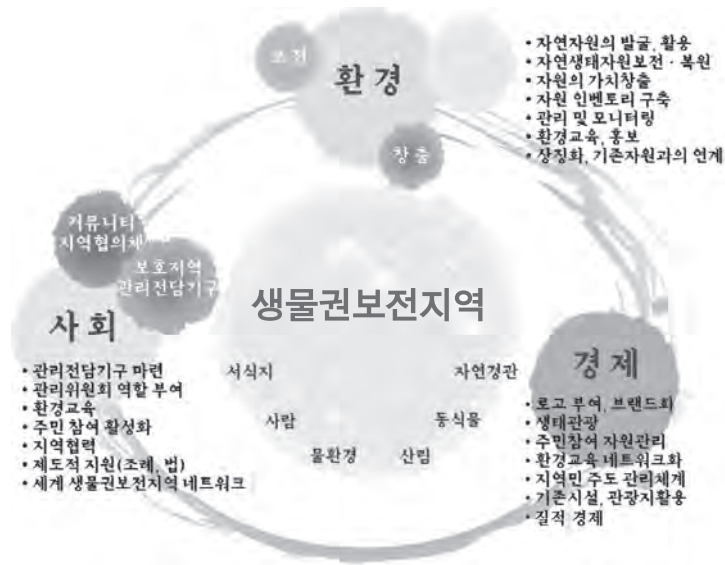 보전
환경
창출
• 자연자원의 발굴, 활용
• 자연생태자원보전 · 복원
• 자원의 가치창출
• 자원 인벤토리 구축
• 관리 및 모니터링
• 환경교육, 홍보
• 상징화, 기존자원과의 연계
커뮤니티
지역협의체
보호지역
관리전담기구
사회
• 관리전담기구 마련
• 관리위원회 역할 부여
• 환경교육
• 주민 참여 활성화
• 지역협력
• 제도적 지원(조례, 법)
• 세계 생물권보전지역 네트워크
생물권보전지역
서식지
자연경관
사람
동식물
물환경
산림
경제
• 로고 부여, 브랜드화
• 생태관광
• 주민참여 자원관리
• 환경교육 네트워크화
• 지역민 주도 관리체계
• 기존시설, 관광지활용
• 질적 경제